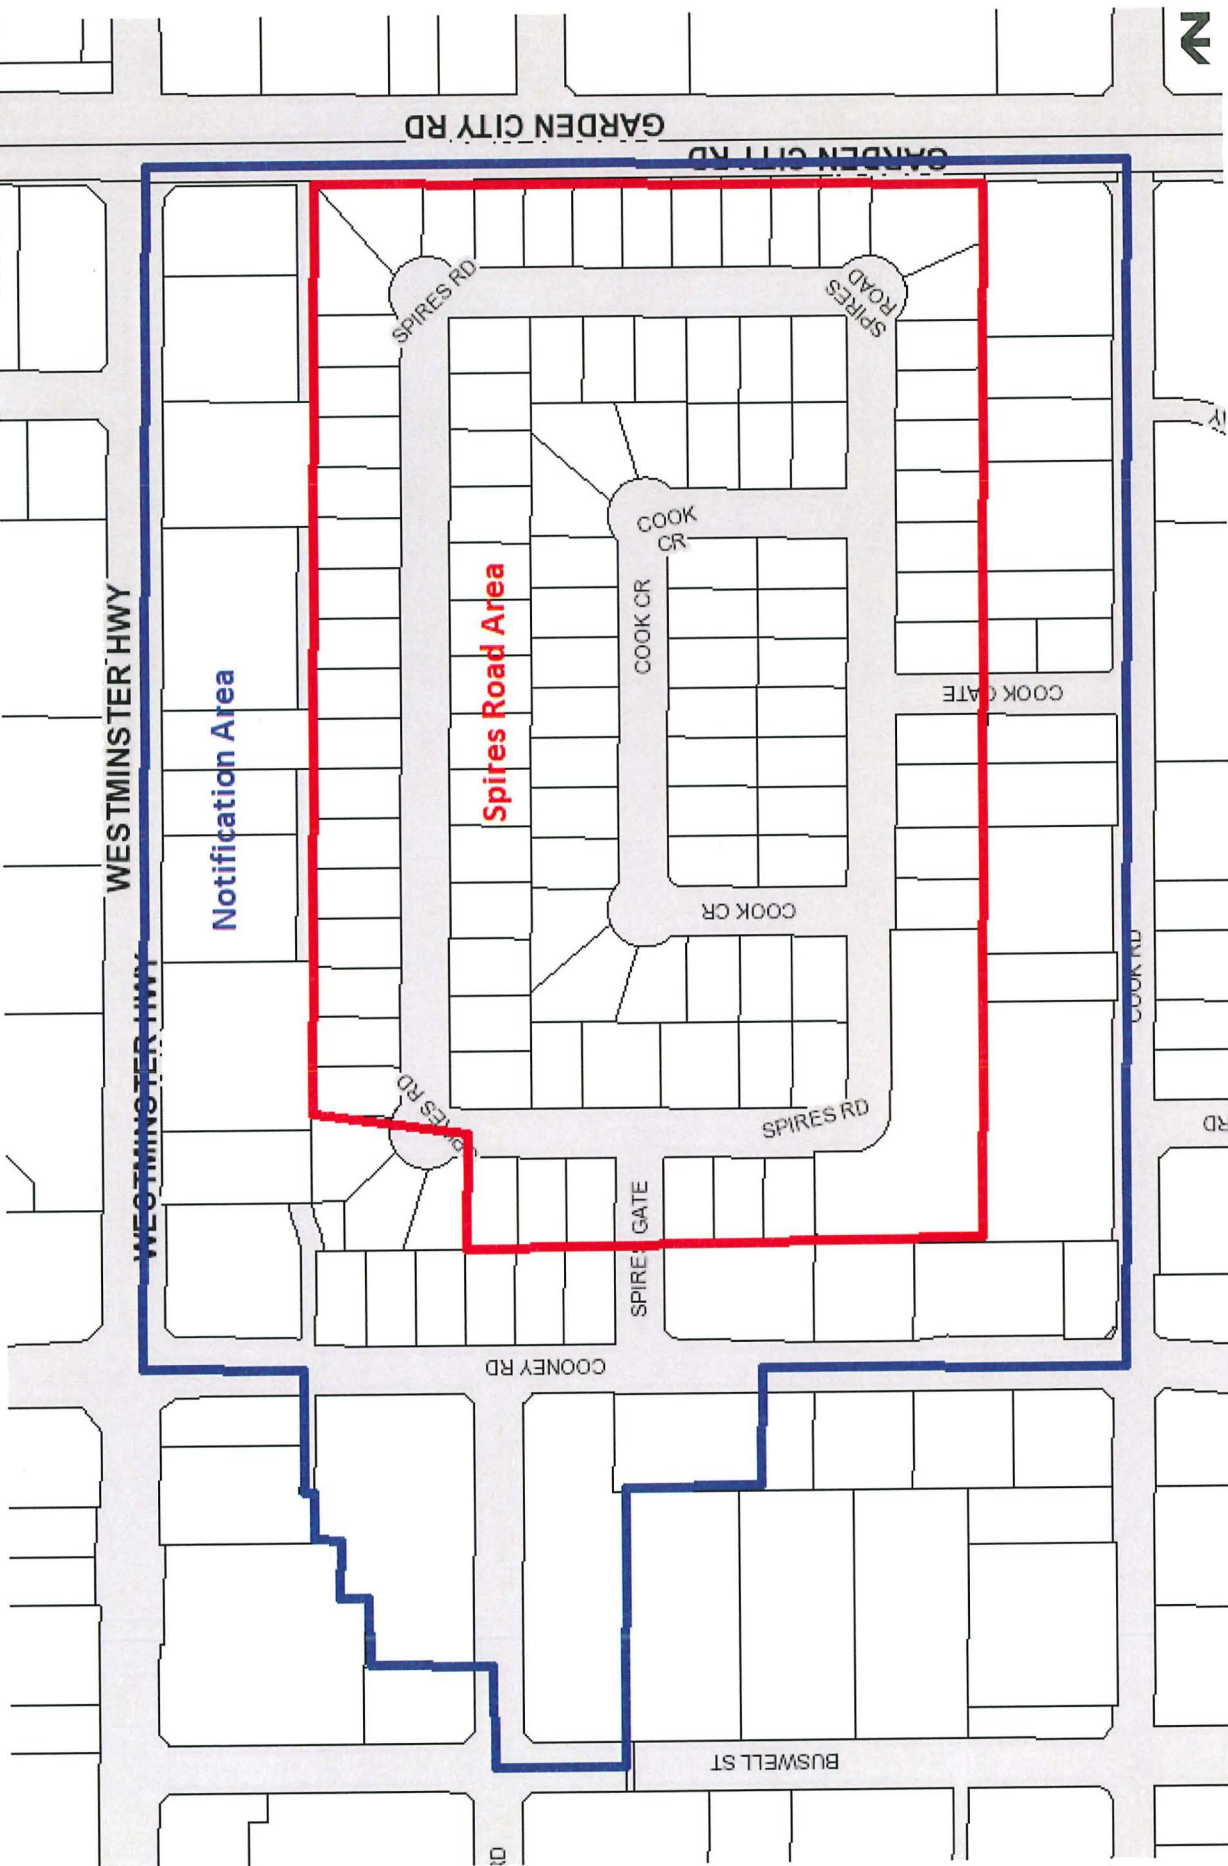 N
GARDEN CITY RD
GARDEN CITY RD
SPIRES RD
SPIRES
ROAD
COOK
CR
COOK CR
WESTMINSTER HWY
Notification Area
Spires Road Area
COOK GATE
COOK CR
WESTMINSTER HWY
COOK RD
SPIRES RD
SPIRES RD
RD
SPIRES GATE
COONEY RD
BUSWELL ST
RD